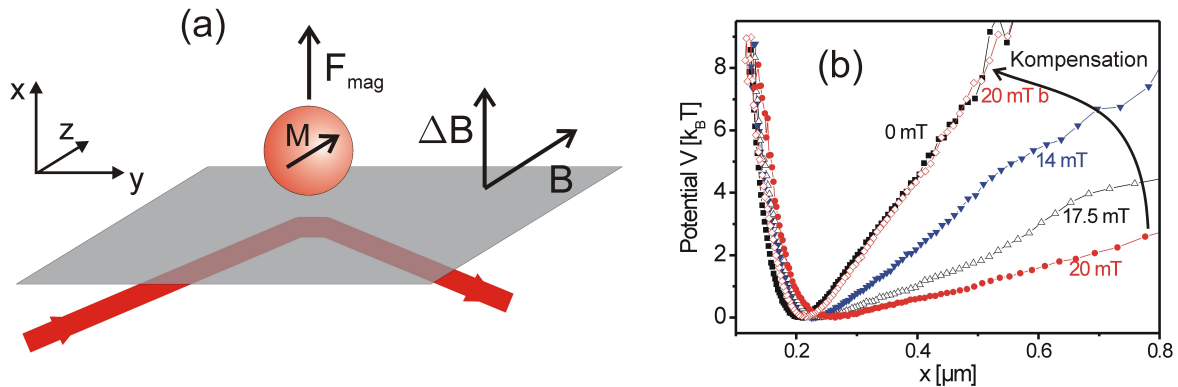 (a)
F mag
x
z
y
M
ΔB
B
(b)
Potential V [k_BT]
8
6
4
2
0
Kompensation
20 mT b
0 mT
14 mT
17.5 mT
20 mT
0.2 0.4 0.6 0.8
x [µm]